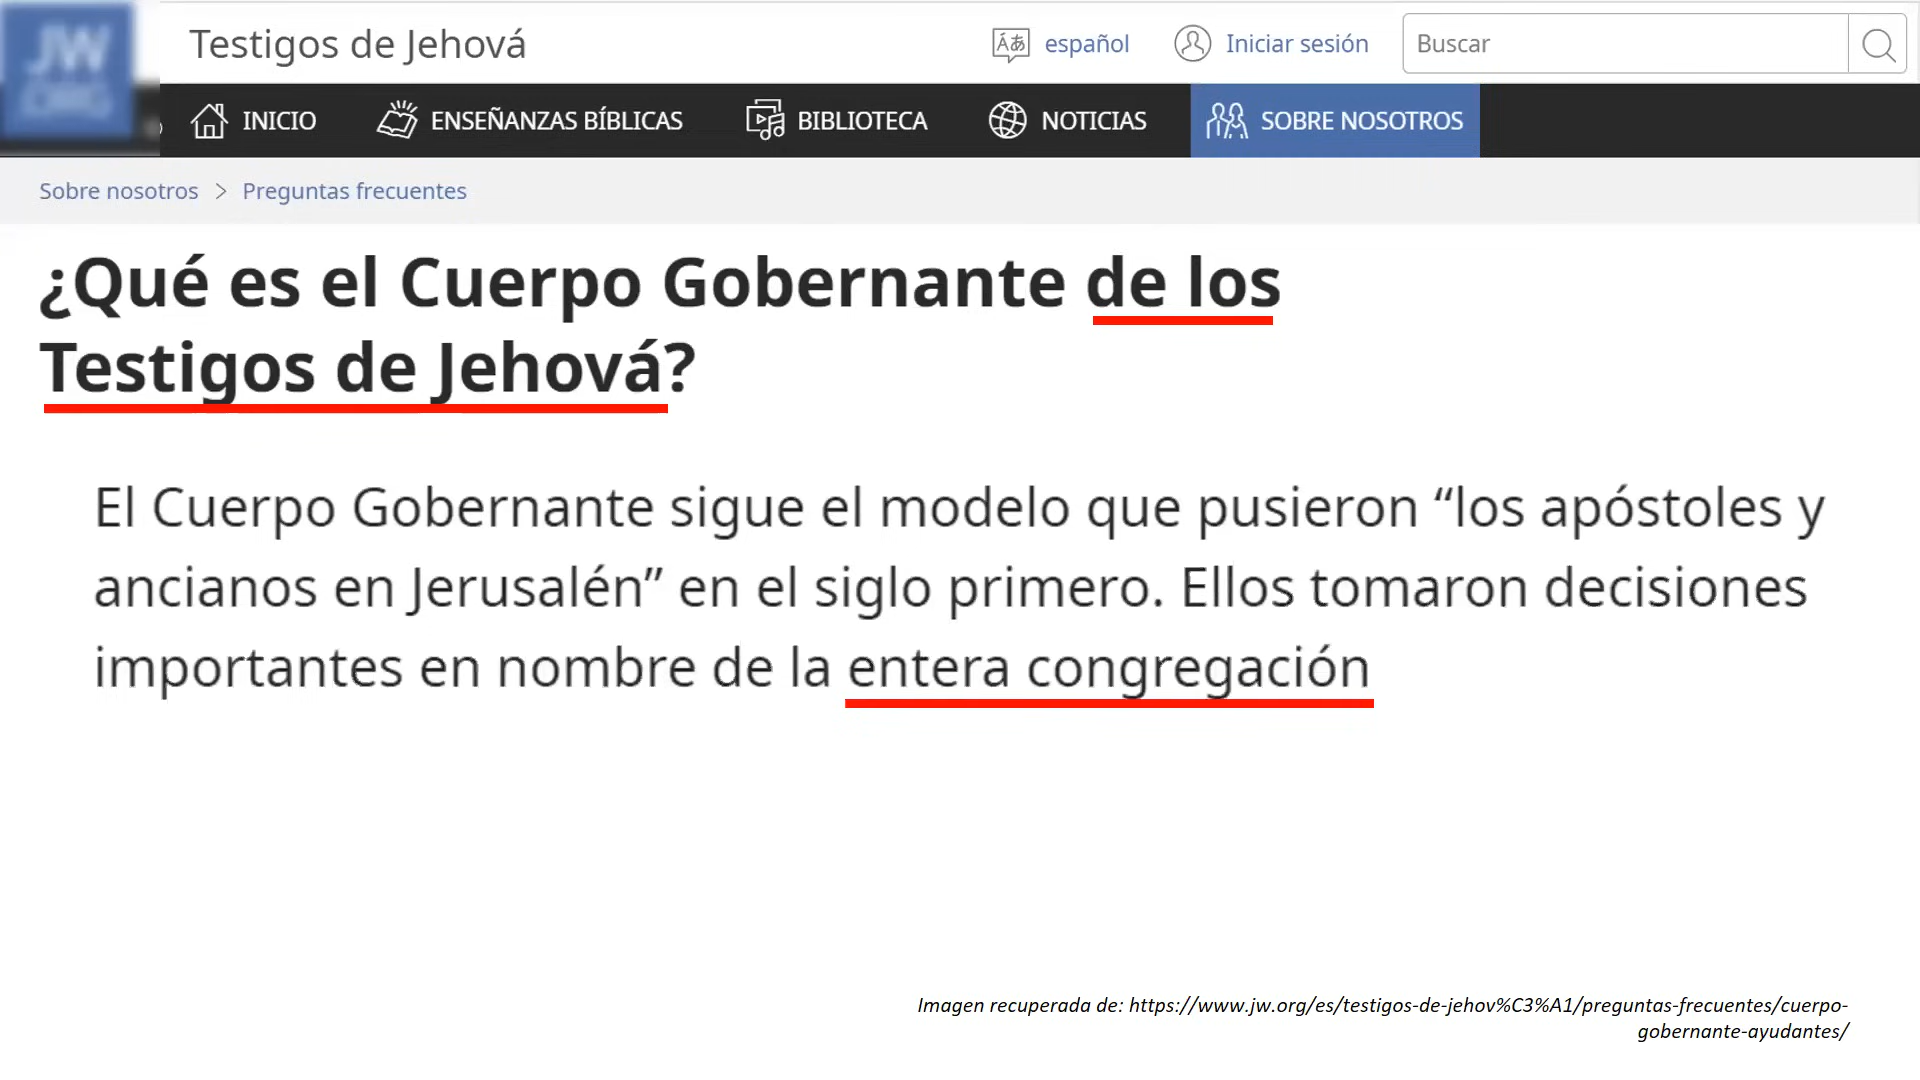 JW
ORG
Testigos de Jehová
español
Iniciar sesión
Buscar
INICIO
ENSEÑANZAS BÍBLICAS
BIBLIOTECA
NOTICIAS
SOBRE NOSOTROS
Sobre nosotros > Preguntas frecuentes
¿Qué es el Cuerpo Gobernante de los
Testigos de Jehová?
El Cuerpo Gobernante sigue el modelo que pusieron “los apóstoles y
ancianos en Jerusalén” en el siglo primero. Ellos tomaron decisiones
importantes en nombre de la entera congregación
Imagen recuperada de: https://www.jw.org/es/testigos-de-jehov%C3%A1/preguntas-frecuentes/cuerpo-
gobernante-ayudantes/